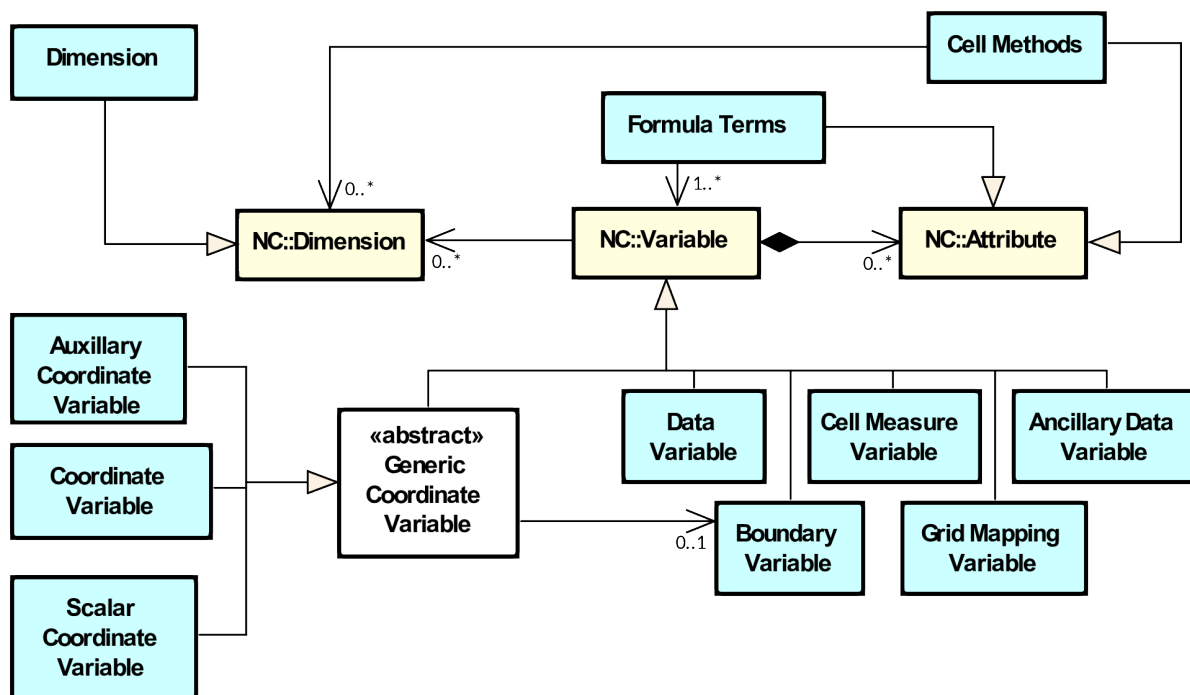 Dimension
Cell Methods
Formula Terms
0..*
1..*
NC::Dimension
NC::Variable
NC::Attribute
0..*
0..*
Auxillary
Coordinate
Variable
Coordinate
Variable
Scalar
Coordinate
Variable
«abstract»
Generic
Coordinate
Variable
Data
Variable
Cell Measure
Variable
Ancillary Data
Variable
0..1
Boundary
Variable
Grid Mapping
Variable